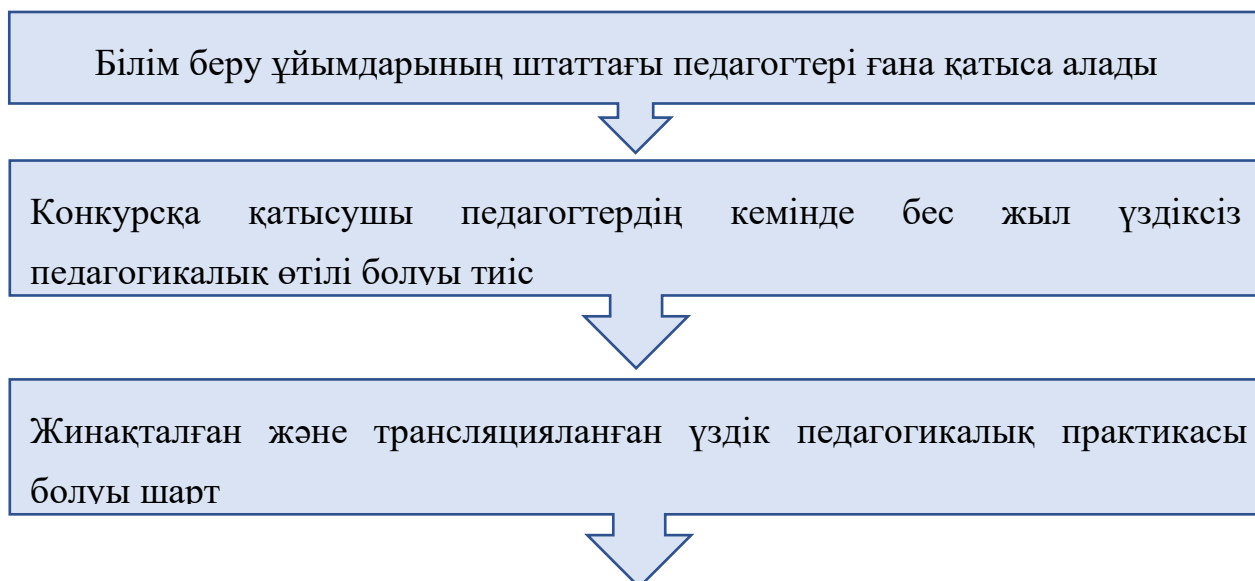 Білім беру ұйымдарының штаттағы педагогтері ғана қатыса алады
Конкурсқа қатысушы педагогтердің кемінде бес жыл үздіксіз
педагогикалық өтілі болуы тиіс
Жинақталған және трансляцияланған үздік педагогикалық практикасы
болуы шарт